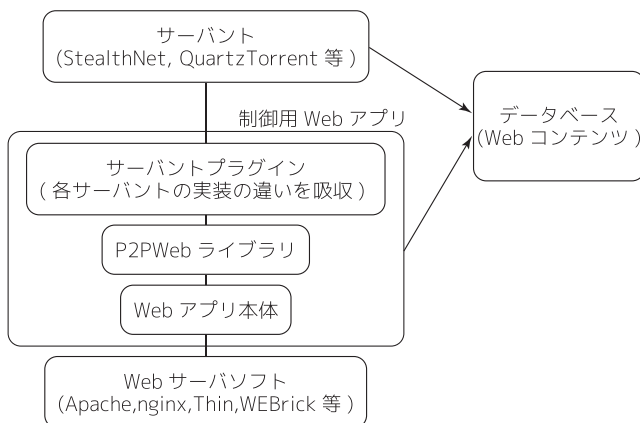 サーバント
(StealthNet, QuartzTorrent 等 )
制御用 Web アプリ
サーバントプラグイン
( 各サーバントの実装の違いを吸収 )
P2PWeb ライブラリ
Web アプリ本体
Web サーバソフト
(Apache,nginx,Thin,WEBrick 等 )
データベース
(Web コンテンツ )